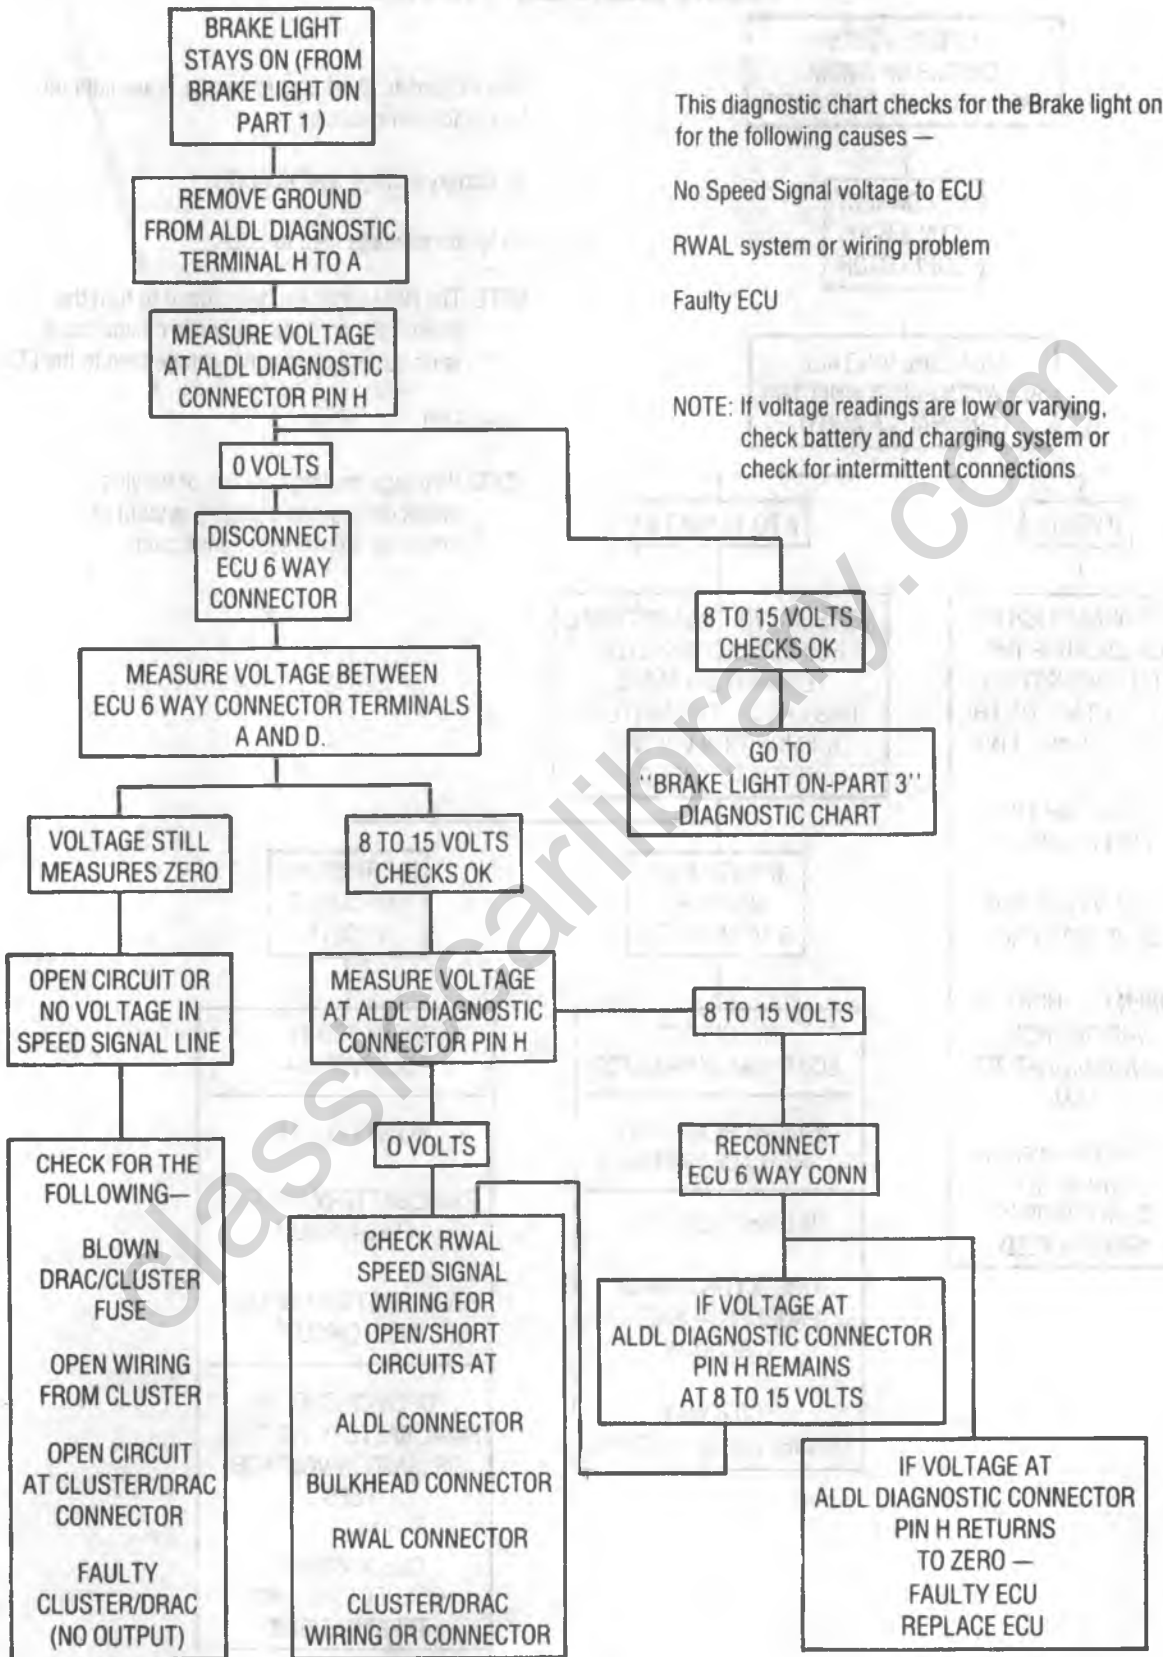 BRAKE LIGHT
STAYS ON (FROM
BRAKE LIGHT ON
PART 1 )
REMOVE GROUND
FROM ALDL DIAGNOSTIC
TERMINAL H TO A
MEASURE VOLTAGE
AT ALDL DIAGNOSTIC
CONNECTOR PIN H
This diagnostic chart checks for the Brake light on
for the following causes —
No Speed Signal voltage to ECU
RWAL system or wiring problem
Faulty ECU
NOTE: If voltage readings are low or varying,
check battery and charging system or
check for intermittent connections
0 VOLTS
DISCONNECT
ECU 6 WAY
CONNECTOR
8 TO 15 VOLTS
CHECKS OK
GO TO
"BRAKE LIGHT ON-PART 3"
DIAGNOSTIC CHART
MEASURE VOLTAGE BETWEEN
ECU 6 WAY CONNECTOR TERMINALS
A AND D.
VOLTAGE STILL
MEASURES ZERO
8 TO 15 VOLTS
CHECKS OK
OPEN CIRCUIT OR
NO VOLTAGE IN
SPEED SIGNAL LINE
MEASURE VOLTAGE
AT ALDL DIAGNOSTIC
CONNECTOR PIN H
8 TO 15 VOLTS
0 VOLTS
RECONNECT
ECU 6 WAY CONN
CHECK FOR THE
FOLLOWING—
BLOWN
DRAC/CLUSTER
FUSE
OPEN WIRING
FROM CLUSTER
OPEN CIRCUIT
AT CLUSTER/DRAC
CONNECTOR
FAULTY
CLUSTER/DRAC
(NO OUTPUT)
CHECK RWAL
SPEED SIGNAL
WIRING FOR
OPEN/SHORT
CIRCUITS AT
ALDL CONNECTOR
BULKHEAD CONNECTOR
RWAL CONNECTOR
CLUSTER/DRAC
WIRING OR CONNECTOR
IF VOLTAGE AT
ALDL DIAGNOSTIC CONNECTOR
PIN H REMAINS
AT 8 TO 15 VOLTS
IF VOLTAGE AT
ALDL DIAGNOSTIC CONNECTOR
PIN H RETURNS
TO ZERO —
FAULTY ECU
REPLACE ECU
classiccarlibrary.com